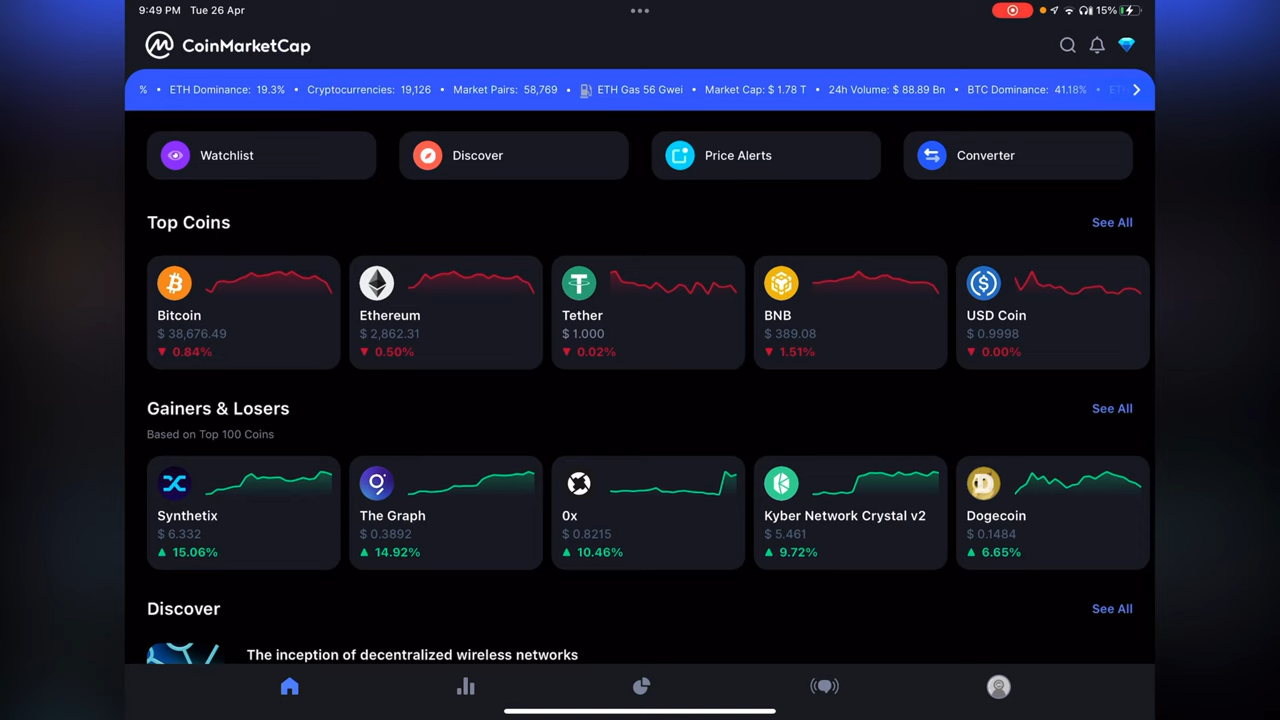 9:49 PM Tue 26 Apr
15%
CoinMarketCap
% • ETH Dominance: 19.3% • Cryptocurrencies: 19,126 • Market Pairs: 58,769 • ETH Gas 56 Gwei • Market Cap: $ 1.78 T • 24h Volume: $ 88.89 Bn • BTC Dominance: 41.18% •
Watchlist
Discover
Price Alerts
Converter
Top Coins
See All
Bitcoin
$ 38,676.49
▼ 0.84%
Ethereum
$ 2,862.31
▼ 0.50%
Tether
$ 1.000
▼ 0.02%
BNB
$ 389.08
▼ 1.51%
USD Coin
$ 0.9998
▼ 0.00%
Gainers & Losers
See All
Based on Top 100 Coins
Synthetix
$ 6.332
▲ 15.06%
The Graph
$ 0.3892
▲ 14.92%
0x
$ 0.8215
▲ 10.46%
Kyber Network Crystal v2
$ 5.461
▲ 9.72%
Dogecoin
$ 0.1484
▲ 6.65%
Discover
See All
The inception of decentralized wireless networks